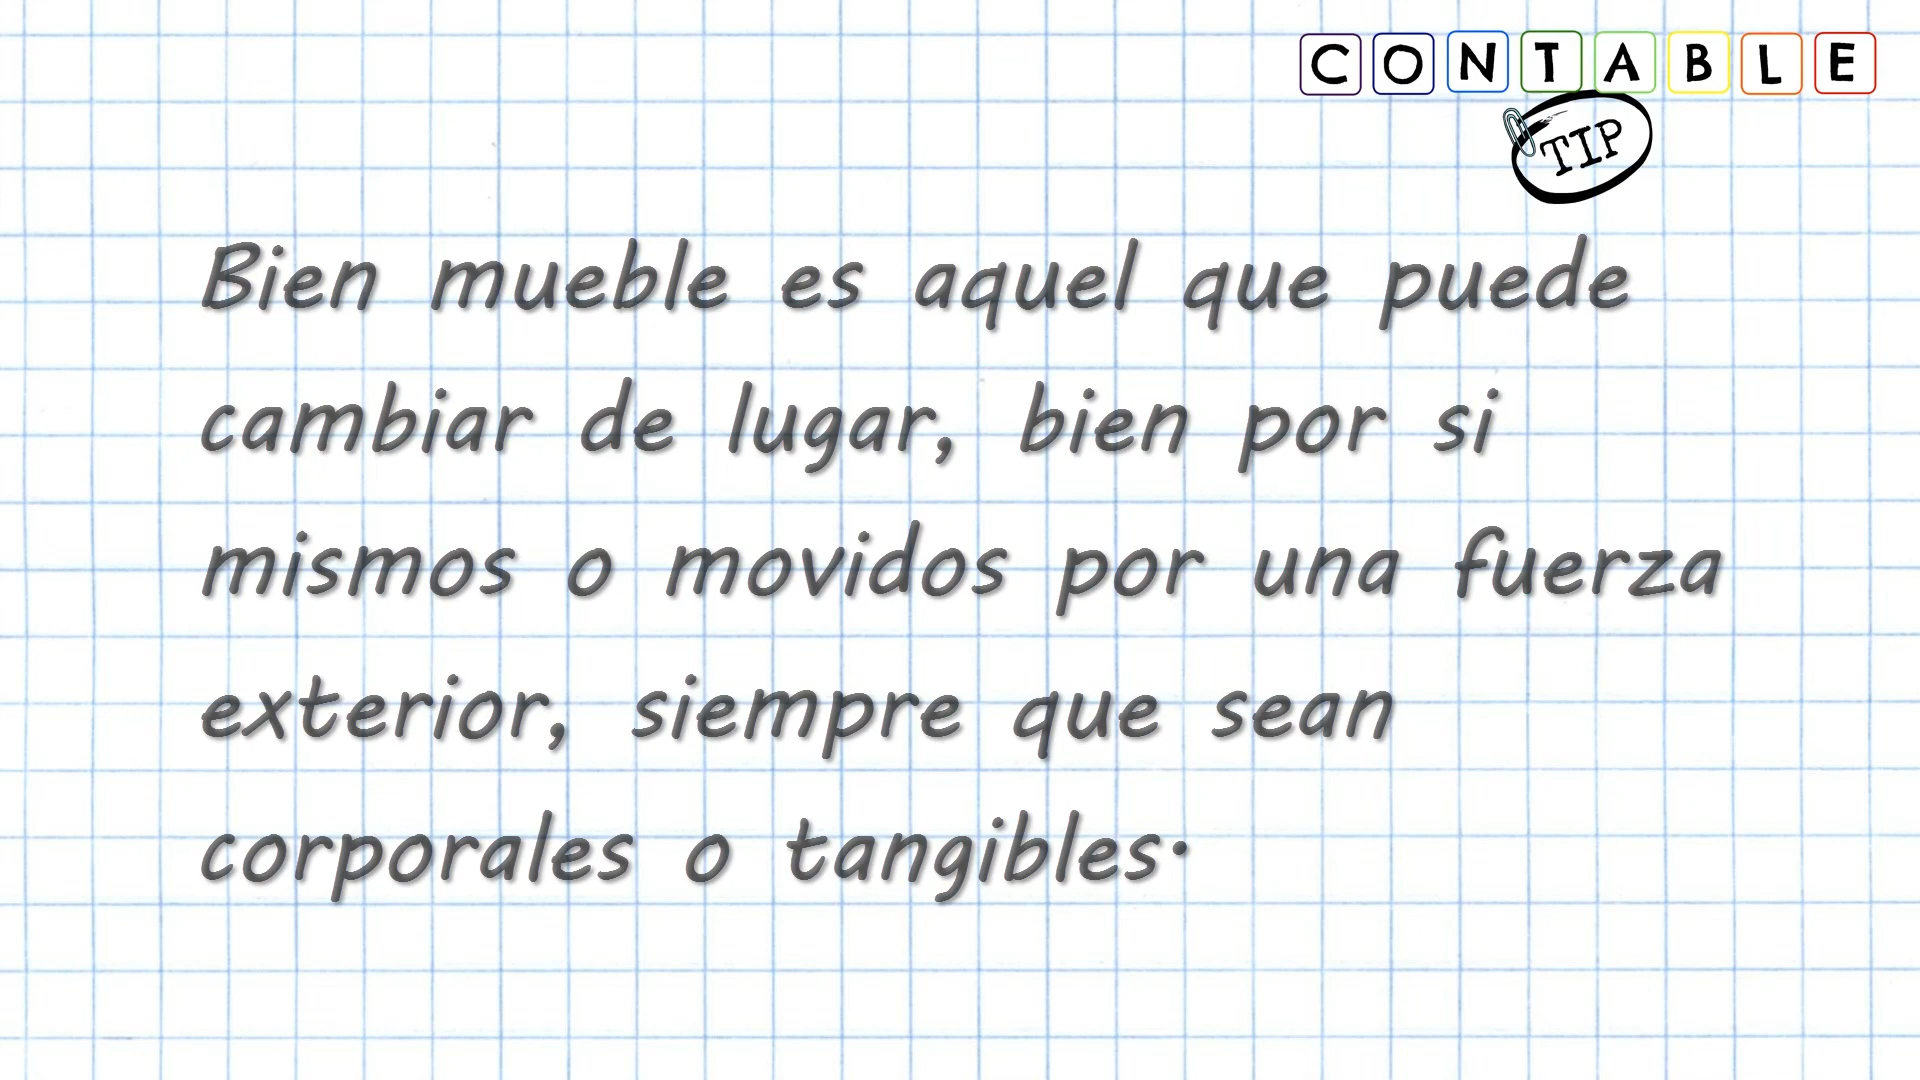 CONTABLE
TIP
Bien mueble es aquel que puede
cambiar de lugar, bien por si
mismos o movidos por una fuerza
exterior, siempre que sean
corporales o tangibles.